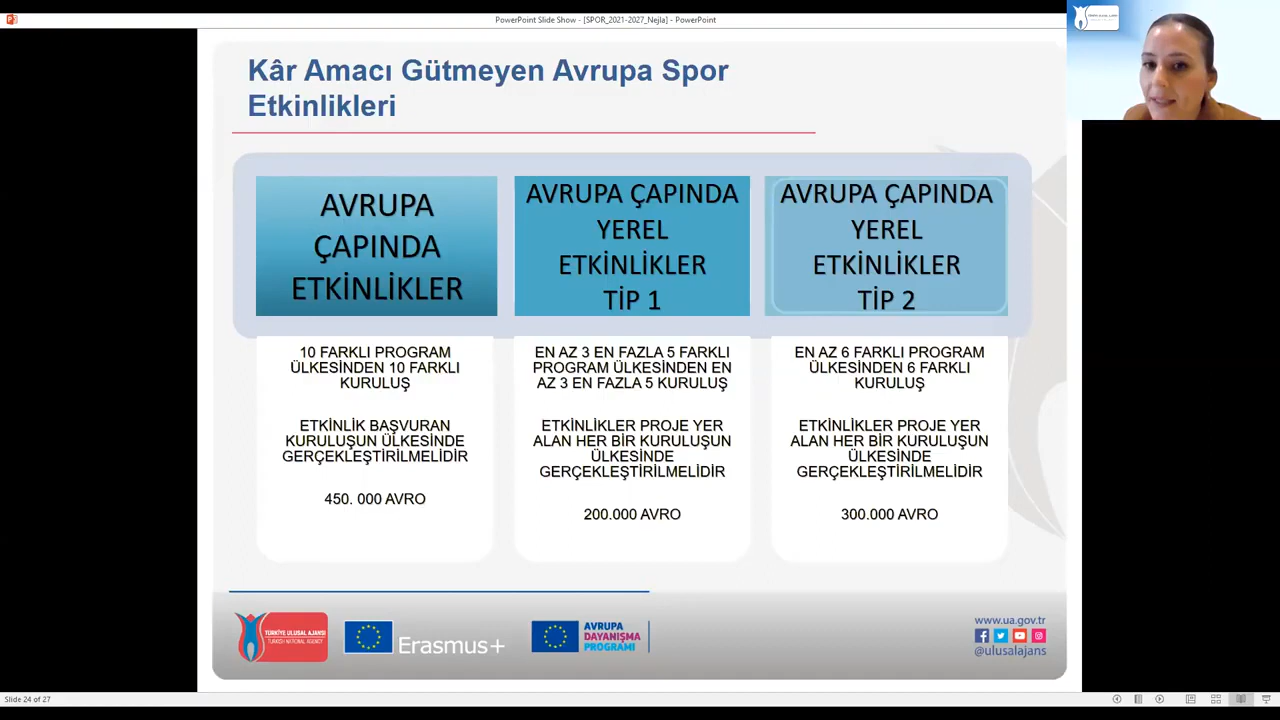 PowerPoint Slide Show - [SPOR_2021-2027_Nejla] - PowerPoint
Kâr Amacı Gütmeyen Avrupa Spor
Etkinlikleri
AVRUPA
ÇAPINDA
ETKİNLİKLER
10 FARKLI PROGRAM
ÜLKESİNDEN 10 FARKLI
KURULUŞ
ETKİNLİK BAŞVURAN
KURULUŞUN ÜLKESİNDE
GERÇEKLEŞTİRİLMELİDİR
450. 000 AVRO
AVRUPA ÇAPINDA
YEREL
ETKİNLİKLER
TİP 1
EN AZ 3 EN FAZLA 5 FARKLI
PROGRAM ÜLKESİNDEN EN
AZ 3 EN FAZLA 5 KURULUŞ
ETKİNLİKLER PROJE YER
ALAN HER BİR KURULUŞUN
ÜLKESİNDE
GERÇEKLEŞTİRİLMELİDİR
200.000 AVRO
AVRUPA ÇAPINDA
YEREL
ETKİNLİKLER
TİP 2
EN AZ 6 FARKLI PROGRAM
ÜLKESİNDEN 6 FARKLI
KURULUŞ
ETKİNLİKLER PROJE YER
ALAN HER BİR KURULUŞUN
ÜLKESİNDE
GERÇEKLEŞTİRİLMELİDİR
300.000 AVRO
TÜRKİYE ULUSAL AJANSI
TURKISH NATIONAL AGENCY
Erasmus+
AVRUPA
DAYANIŞMA
PROGRAMI
www.ua.gov.tr
@ulusalajans
Slide 24 of 27